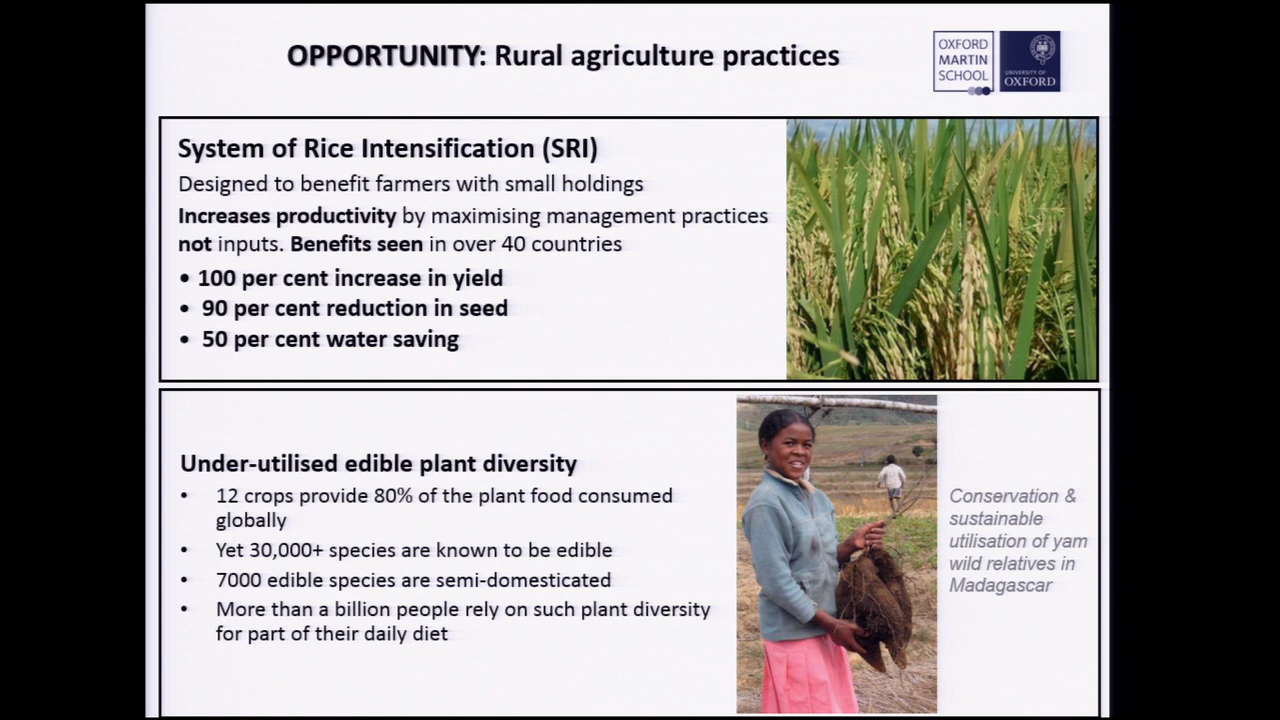 OPPORTUNITY: Rural agriculture practices
OXFORD
MARTIN
SCHOOL
UNIVERSITY OF
OXFORD
System of Rice Intensification (SRI)
Designed to benefit farmers with small holdings
Increases productivity by maximising management practices
not inputs. Benefits seen in over 40 countries
• 100 per cent increase in yield
• 90 per cent reduction in seed
• 50 per cent water saving
Under-utilised edible plant diversity
• 12 crops provide 80% of the plant food consumed
globally
• Yet 30,000+ species are known to be edible
• 7000 edible species are semi-domesticated
• More than a billion people rely on such plant diversity
for part of their daily diet
Conservation &
sustainable
utilisation of yam
wild relatives in
Madagascar